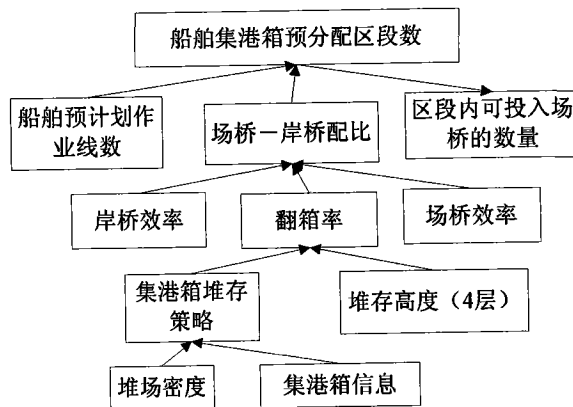 船舶集港箱预分配区段数
船舶预计划作
业线数
场桥－岸桥配比
区段内可投入场
桥的数量
岸桥效率
翻箱率
场桥效率
集港箱堆存
策略
堆存高度（4层）
堆场密度
集港箱信息